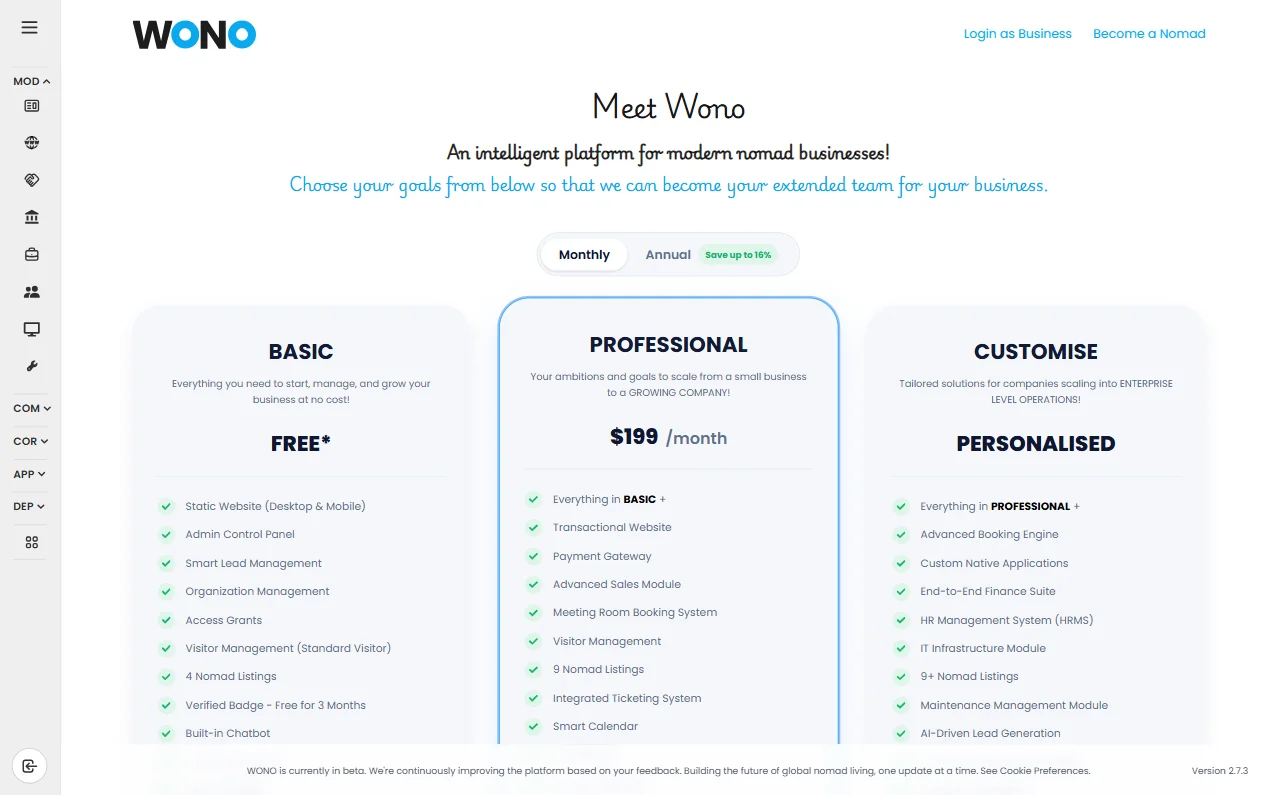 MOD
COM
COR
APP
DEP
WONO
Login as Business
Become a Nomad
Meet Wono
An intelligent platform for modern nomad businesses!
Choose your goals from below so that we can become your extended team for your business.
Monthly
Annual
Save up to 16%
BASIC
Everything you need to start, manage, and grow your
business at no cost!
FREE*
Static Website (Desktop & Mobile)
Admin Control Panel
Smart Lead Management
Organization Management
Access Grants
Visitor Management (Standard Visitor)
4 Nomad Listings
Verified Badge - Free for 3 Months
Built-in Chatbot
PROFESSIONAL
Your ambitions and goals to scale from a small business
to a GROWING COMPANY!
$199 /month
Everything in BASIC +
Transactional Website
Payment Gateway
Advanced Sales Module
Meeting Room Booking System
Visitor Management
9 Nomad Listings
Integrated Ticketing System
Smart Calendar
CUSTOMISE
Tailored solutions for companies scaling into ENTERPRISE
LEVEL OPERATIONS!
PERSONALISED
Everything in PROFESSIONAL +
Advanced Booking Engine
Custom Native Applications
End-to-End Finance Suite
HR Management System (HRMS)
IT Infrastructure Module
9+ Nomad Listings
Maintenance Management Module
AI-Driven Lead Generation
WONO is currently in beta. We're continuously improving the platform based on your feedback. Building the future of global nomad living, one update at a time. See Cookie Preferences.
Version 2.7.3